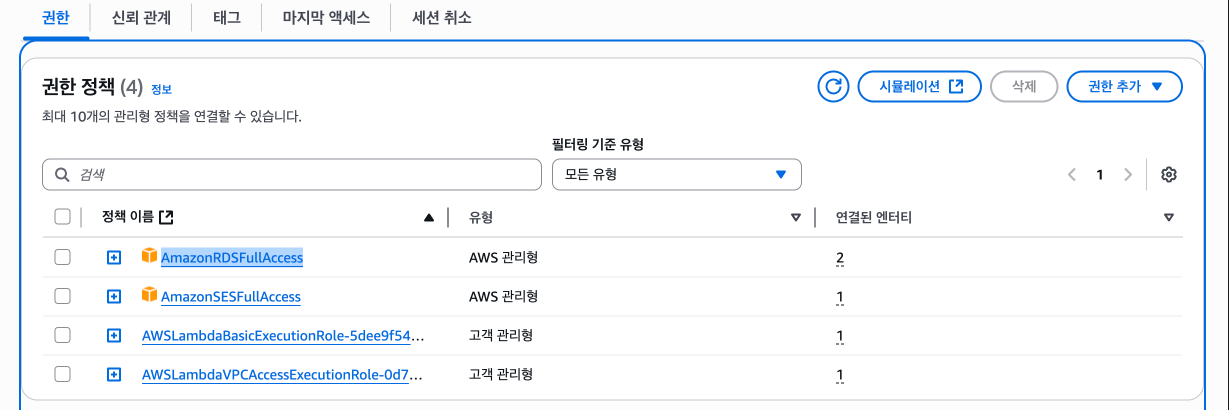 권한 신뢰 관계 태그 마지막 액세스 세션 취소
권한 정책 (4) 정보
시뮬레이션 삭제 권한 추가
최대 10개의 관리형 정책을 연결할 수 있습니다.
필터링 기준 유형
검색 모든 유형 1
정책 이름 유형 연결된 엔터티
AmazonRDSFullAccess AWS 관리형 2
AmazonSESFullAccess AWS 관리형 1
AWSLambdaBasicExecutionRole-5dee9f54... 고객 관리형 1
AWSLambdaVPCAccessExecutionRole-0d7... 고객 관리형 1